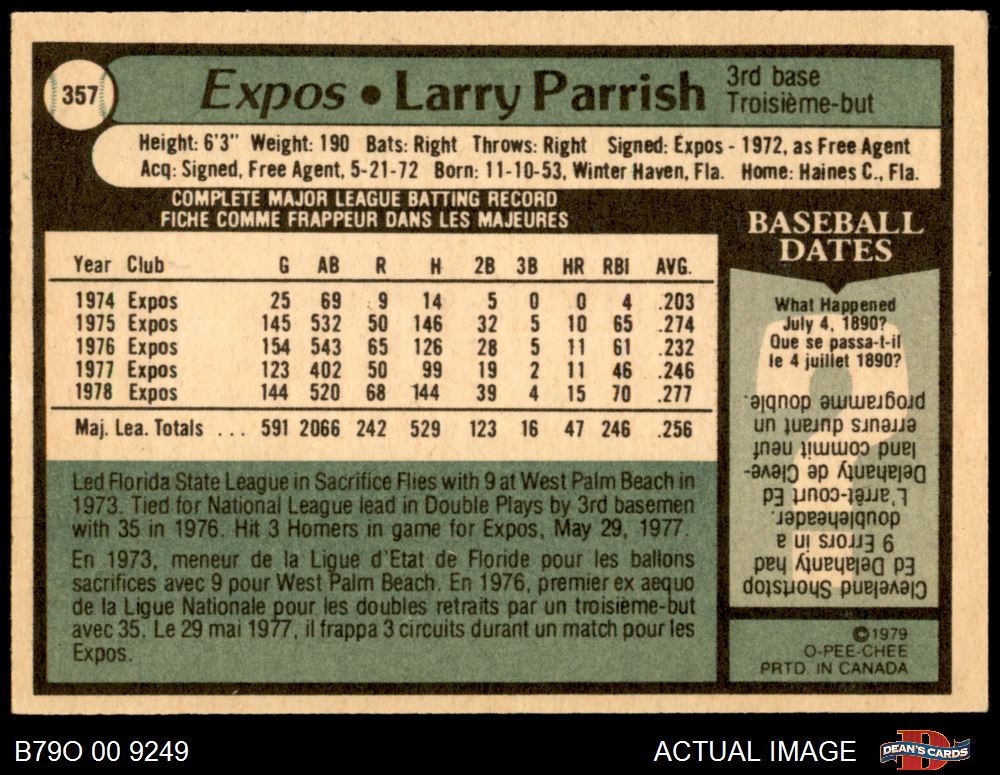 357
Expos • Larry Parrish
3rd base
Troisième-but
Height: 6'3" Weight: 190 Bats: Right Throws: Right Signed: Expos - 1972, as Free Agent
Acq: Signed, Free Agent, 5-21-72 Born: 11-10-53, Winter Haven, Fla. Home: Haines C., Fla.
COMPLETE MAJOR LEAGUE BATTING RECORD
FICHE COMME FRAPPEUR DANS LES MAJEURES
Year Club G AB R H 2B 3B HR RBI AVG.
1974 Expos 25 69 9 14 5 0 0 4 .203
1975 Expos 145 532 50 146 32 5 10 65 .274
1976 Expos 154 543 65 126 28 5 11 61 .232
1977 Expos 123 402 50 99 19 2 11 46 .246
1978 Expos 144 520 68 144 39 4 15 70 .277
Maj. Lea. Totals ... 591 2066 242 529 123 16 47 246 .256
Led Florida State League in Sacrifice Flies with 9 at West Palm Beach in
1973. Tied for National League lead in Double Plays by 3rd basemen
with 35 in 1976. Hit 3 Homers in game for Expos, May 29, 1977.
En 1973, meneur de la Ligue d'Etat de Floride pour les ballons
sacrifices avec 9 pour West Palm Beach. En 1976, premier ex aequo
de la Ligue Nationale pour les doubles retraits par un troisième-but
avec 35. Le 29 mai 1977, il frappa 3 circuits durant un match pour les
Expos.
BASEBALL
DATES
What Happened
July 4, 1890?
Que se passa-t-il
le 4 juillet 1890?
Cleveland Shortstop
Ed Delahanty had
9 Errors in a
doubleheader.
L'arrêt-court Ed
Delahanty de Cleve-
land commit neuf
erreurs durant un
programme double.
©1979
O-PEE-CHEE
PRTD. IN CANADA
B79O 00 9249
ACTUAL IMAGE
DEAN'S CARDS